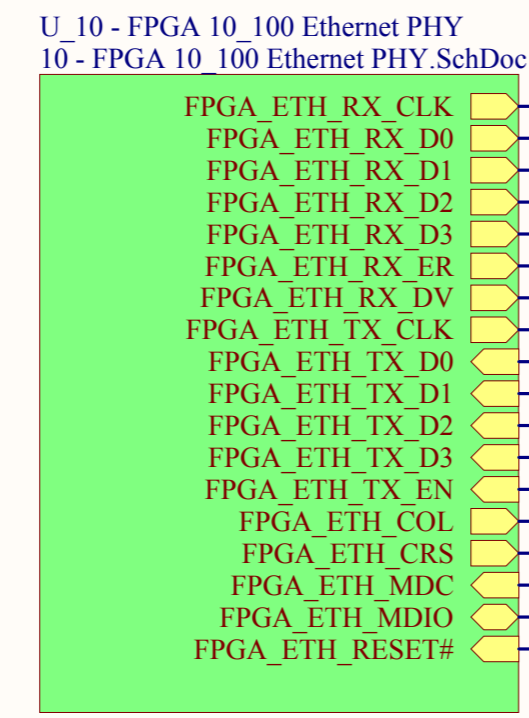 U_10 - FPGA 10_100 Ethernet PHY
10 - FPGA 10_100 Ethernet PHY.SchDoc
FPGA_ETH_RX_CLK
FPGA_ETH_RX_D0
FPGA_ETH_RX_D1
FPGA_ETH_RX_D2
FPGA_ETH_RX_D3
FPGA_ETH_RX_ER
FPGA_ETH_RX_DV
FPGA_ETH_TX_CLK
FPGA_ETH_TX_D0
FPGA_ETH_TX_D1
FPGA_ETH_TX_D2
FPGA_ETH_TX_D3
FPGA_ETH_TX_EN
FPGA_ETH_COL
FPGA_ETH_CRS
FPGA_ETH_MDC
FPGA_ETH_MDIO
FPGA_ETH_RESET#